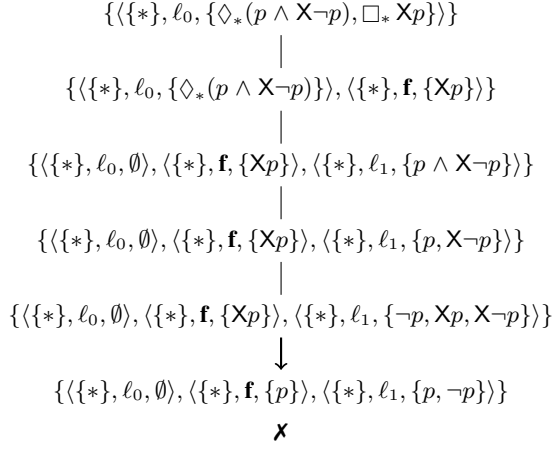 {⟨{∗}, ℓ₀, {◊∗(p ∧ X¬p), □∗ Xp}⟩}
{⟨{∗}, ℓ₀, {◊∗(p ∧ X¬p)}⟩, ⟨{∗}, f, {Xp}⟩}
{⟨{∗}, ℓ₀, ∅⟩, ⟨{∗}, f, {Xp}⟩, ⟨{∗}, ℓ₁, {p ∧ X¬p}⟩}
{⟨{∗}, ℓ₀, ∅⟩, ⟨{∗}, f, {Xp}⟩, ⟨{∗}, ℓ₁, {p, X¬p}⟩}
{⟨{∗}, ℓ₀, ∅⟩, ⟨{∗}, f, {Xp}⟩, ⟨{∗}, ℓ₁, {¬p, Xp, X¬p}⟩}
{⟨{∗}, ℓ₀, ∅⟩, ⟨{∗}, f, {p}⟩, ⟨{∗}, ℓ₁, {p, ¬p}⟩}
✗